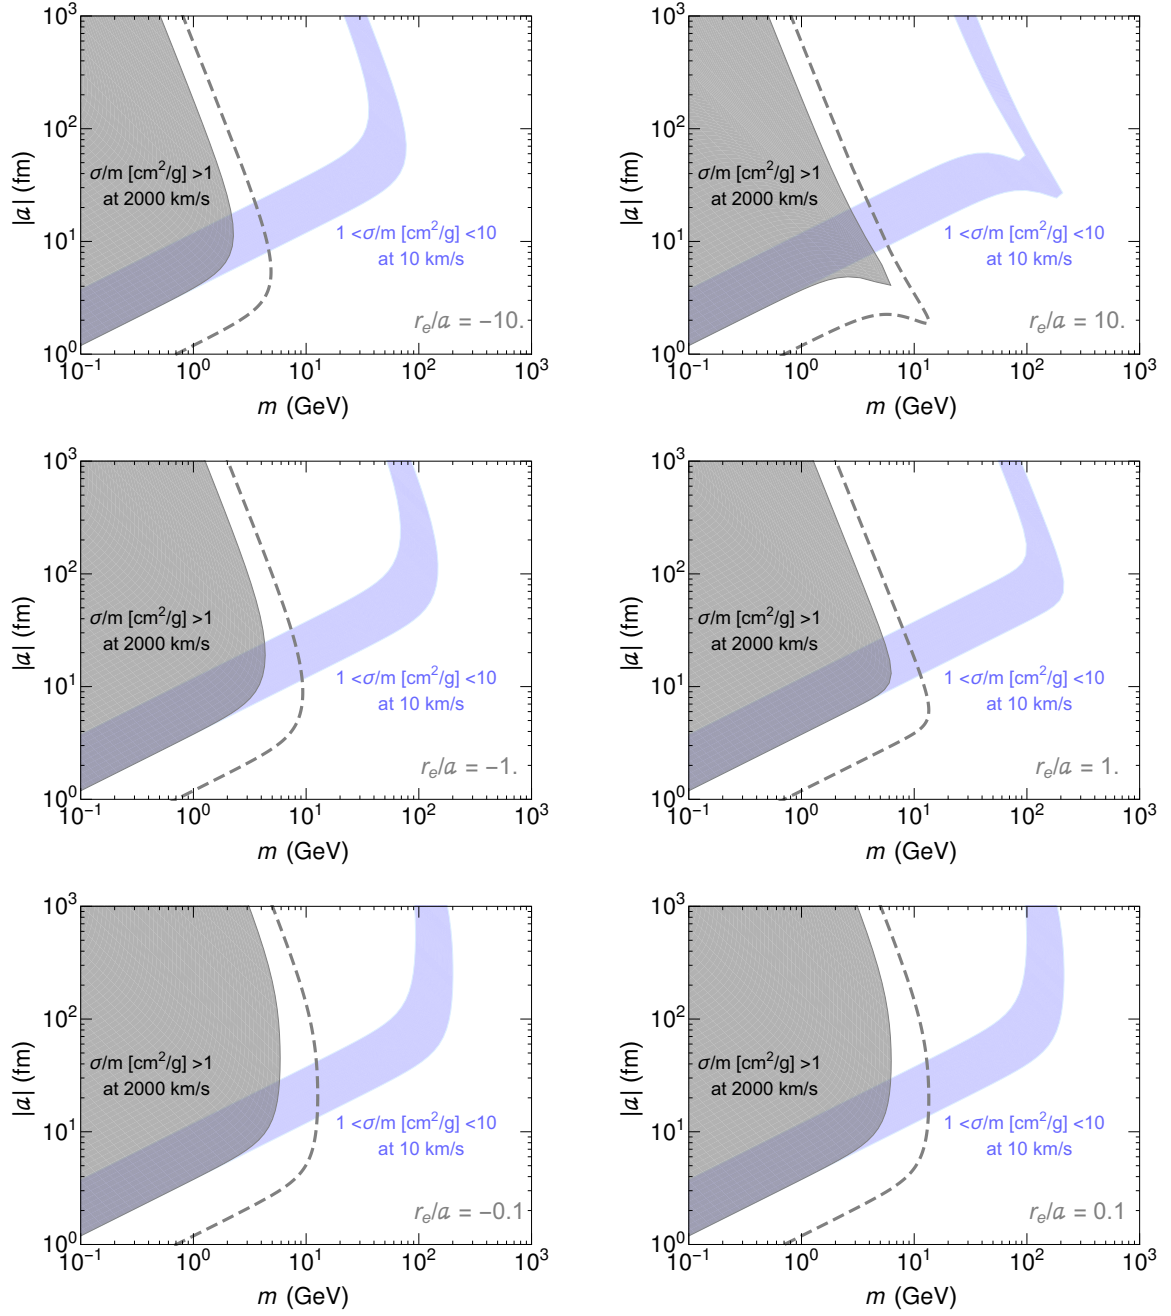 10³
10²
10¹
10⁰
|a| (fm)
σ/m [cm²/g] >1
at 2000 km/s
1 <σ/m [cm²/g] <10
at 10 km/s
rₑ/a = −10.
10⁻¹ 10⁰ 10¹ 10² 10³
m (GeV)
10³
10²
10¹
10⁰
|a| (fm)
σ/m [cm²/g] >1
at 2000 km/s
1 <σ/m [cm²/g] <10
at 10 km/s
rₑ/a = 10.
10⁻¹ 10⁰ 10¹ 10² 10³
m (GeV)
10³
10²
10¹
10⁰
|a| (fm)
σ/m [cm²/g] >1
at 2000 km/s
1 <σ/m [cm²/g] <10
at 10 km/s
rₑ/a = −1.
10⁻¹ 10⁰ 10¹ 10² 10³
m (GeV)
10³
10²
10¹
10⁰
|a| (fm)
σ/m [cm²/g] >1
at 2000 km/s
1 <σ/m [cm²/g] <10
at 10 km/s
rₑ/a = 1.
10⁻¹ 10⁰ 10¹ 10² 10³
m (GeV)
10³
10²
10¹
10⁰
|a| (fm)
σ/m [cm²/g] >1
at 2000 km/s
1 <σ/m [cm²/g] <10
at 10 km/s
rₑ/a = −0.1
10⁻¹ 10⁰ 10¹ 10² 10³
m (GeV)
10³
10²
10¹
10⁰
|a| (fm)
σ/m [cm²/g] >1
at 2000 km/s
1 <σ/m [cm²/g] <10
at 10 km/s
rₑ/a = 0.1
10⁻¹ 10⁰ 10¹ 10² 10³
m (GeV)